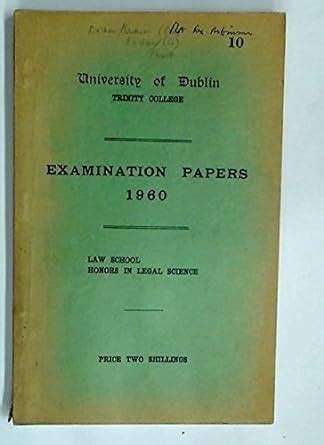 10
University of Dublin
TRINITY COLLEGE
EXAMINATION PAPERS
1960
LAW SCHOOL
HONORS IN LEGAL SCIENCE
PRICE TWO SHILLINGS